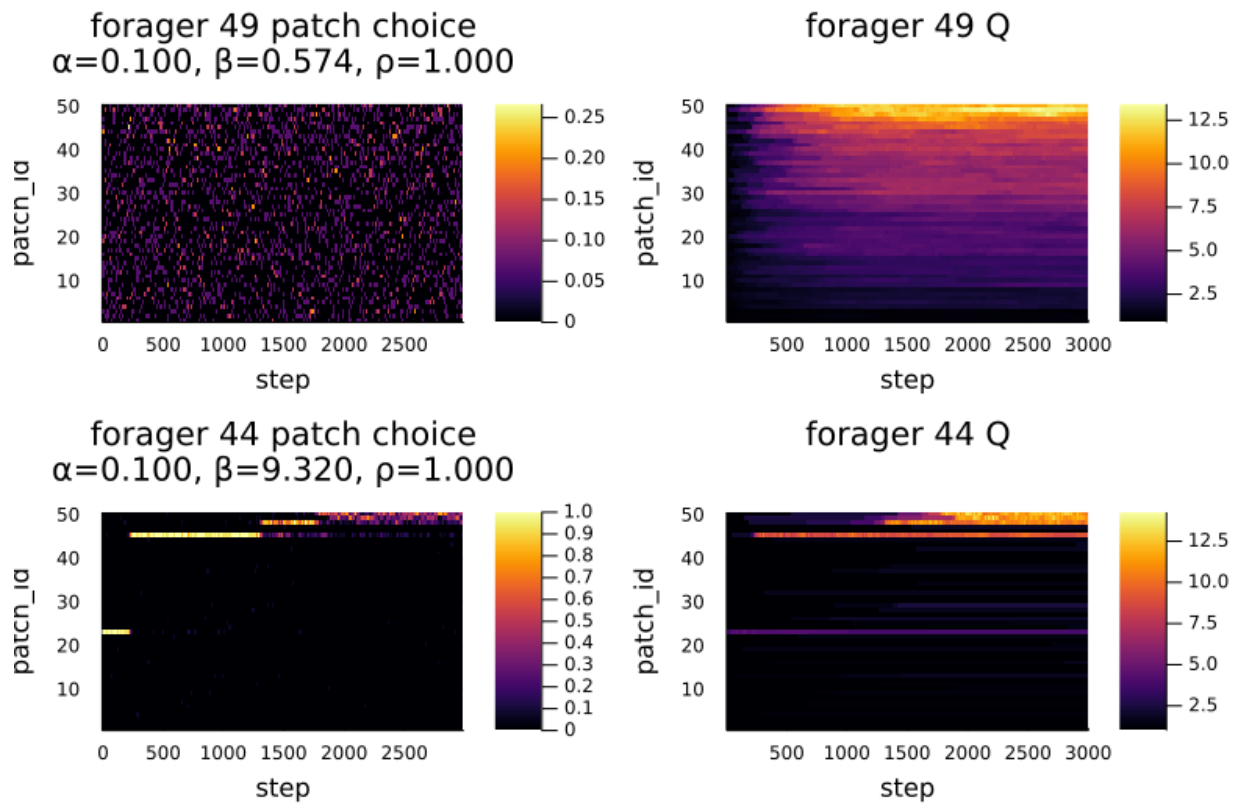 forager 49 patch choice
α=0.100, β=0.574, ρ=1.000
forager 49 Q
50
40
30
20
10
patch_id
0 500 1000 1500 2000 2500
step
0.25
0.20
0.15
0.10
0.05
0
50
40
30
20
10
patch_id
500 1000 1500 2000 2500 3000
step
12.5
10.0
7.5
5.0
2.5
forager 44 patch choice
α=0.100, β=9.320, ρ=1.000
forager 44 Q
50
40
30
20
10
patch_id
0 500 1000 1500 2000 2500
step
1.0
0.9
0.8
0.7
0.6
0.5
0.4
0.3
0.2
0.1
0
50
40
30
20
10
patch_id
500 1000 1500 2000 2500 3000
step
12.5
10.0
7.5
5.0
2.5